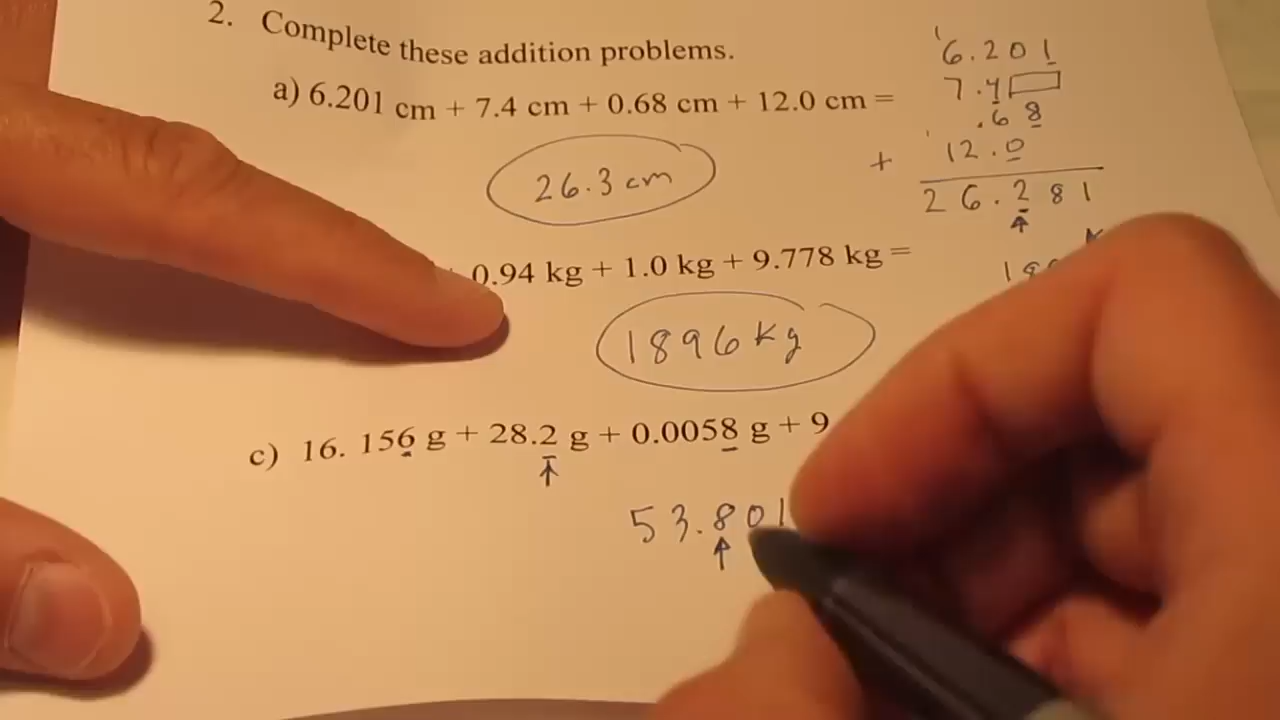 2. Complete these addition problems.
a) 6.201 cm + 7.4 cm + 0.68 cm + 12.0 cm =
26.3 cm
1
6.201
7.4
.68
1
+ 12.0
26.281
0.94 kg + 1.0 kg + 9.778 kg =
1896 kg
c) 16. 156 g + 28.2 g + 0.0058 g + 9
53.801